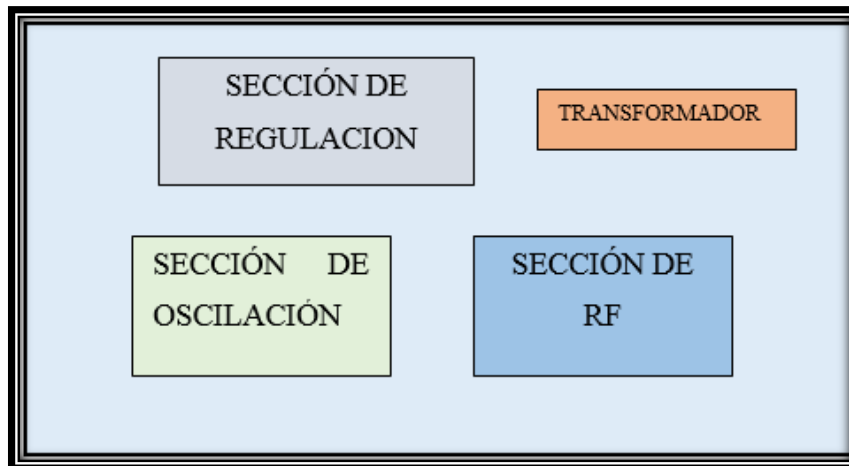 SECCIÓN DE
REGULACION
TRANSFORMADOR
SECCIÓN DE
OSCILACIÓN
SECCIÓN DE
RF